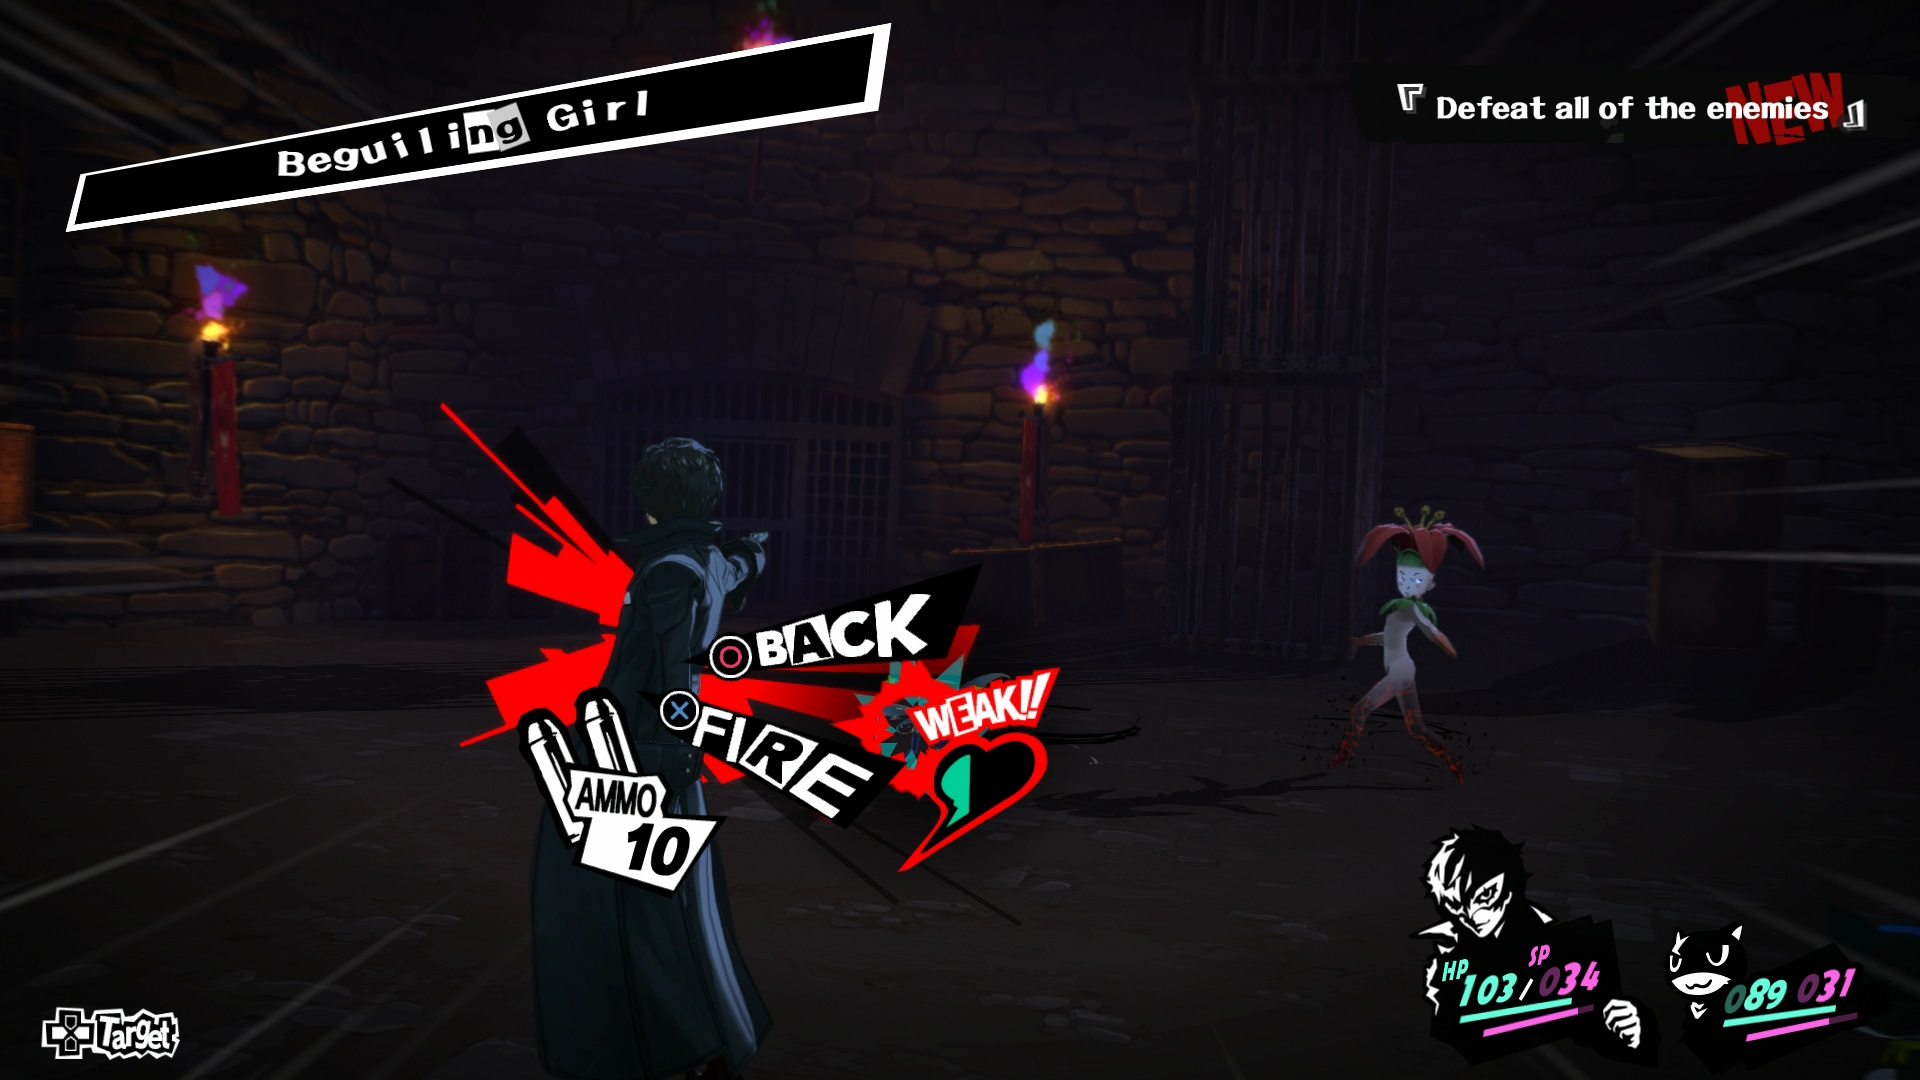 Beguiling Girl
『Defeat all of the enemies』
NEW
BACK
WEAK!!
FIRE
AMMO
10
HP 103/ SP 034
089 031
Target